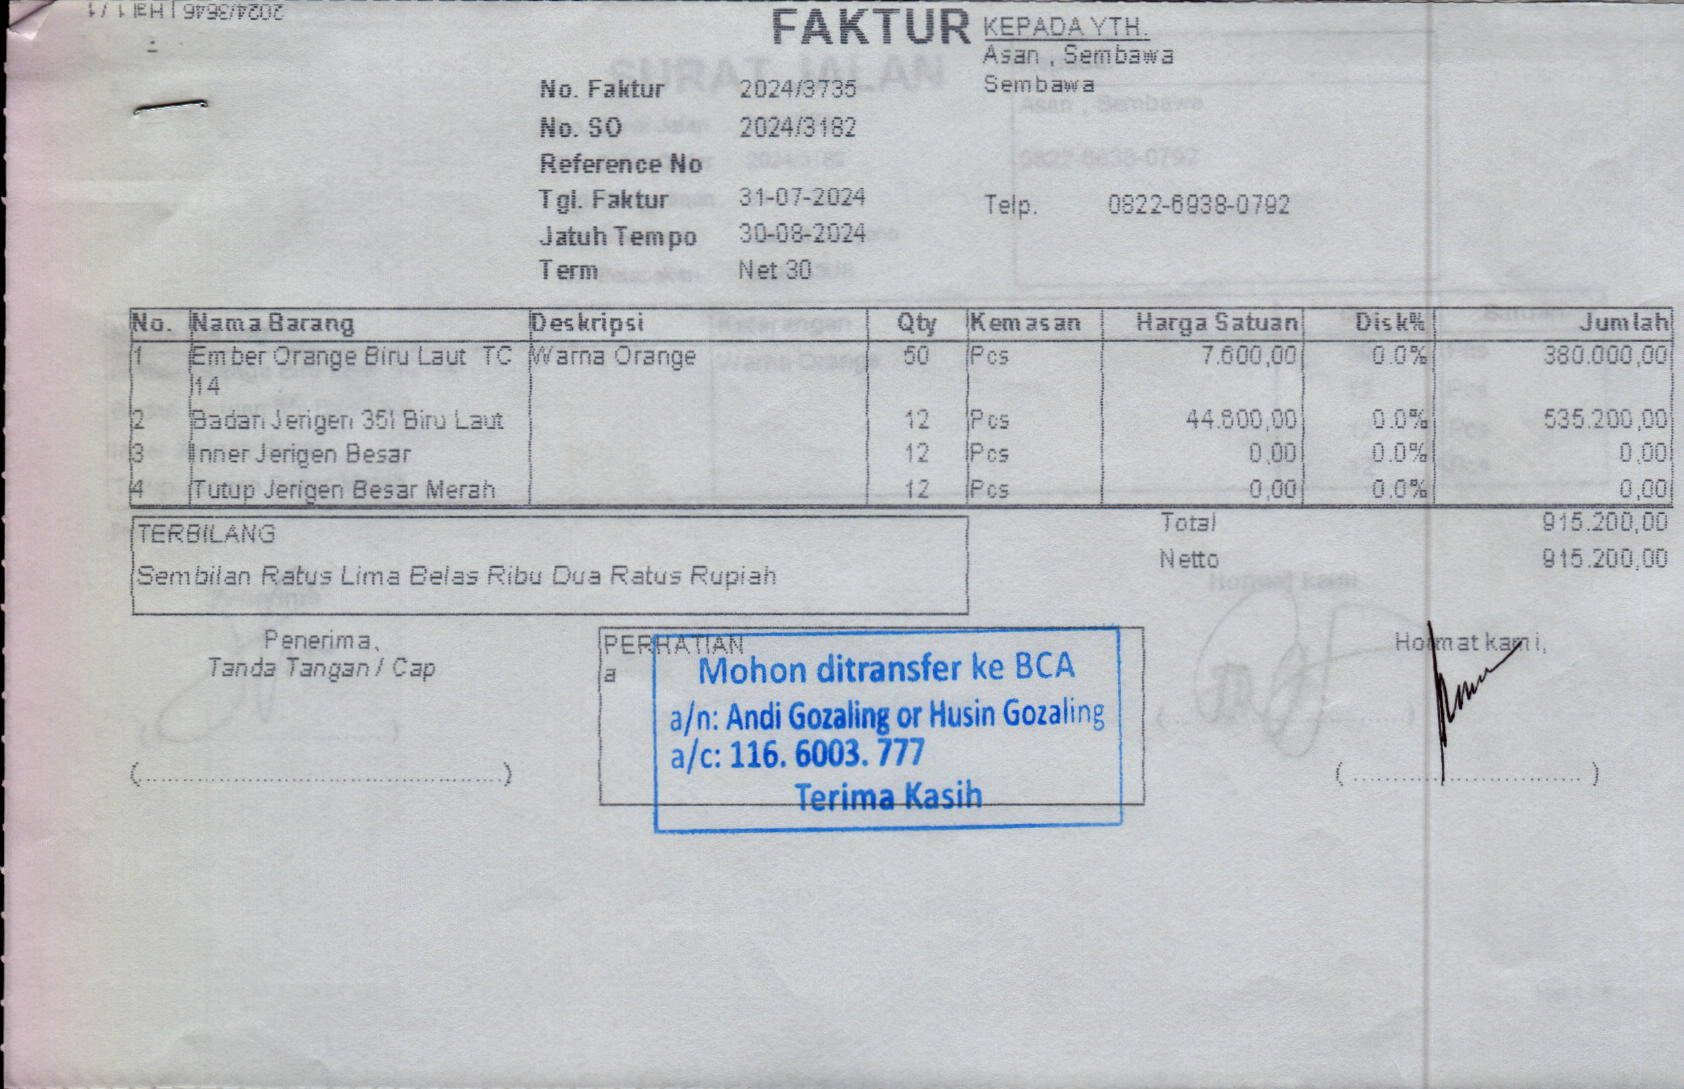 2024/3646 | Hal 1 / 1
FAKTUR
KEPADA YTH.
Asan , Sembawa
Sembawa
Telp. 0822-6938-0792
No. Faktur 2024/3735
No. SO 2024/3182
Reference No
Tgl. Faktur 31-07-2024
Jatuh Tempo 30-08-2024
Term Net 30
No. Nama Barang Deskripsi Qty Kemasan Harga Satuan Disk% Jumlah
1 Ember Orange Biru Laut TC Warna Orange 50 Pcs 7.600,00 0.0% 380.000,00
14
2 Badan Jerigen 35l Biru Laut 12 Pcs 44.600,00 0.0% 535.200,00
3 Inner Jerigen Besar 12 Pcs 0,00 0.0% 0,00
4 Tutup Jerigen Besar Merah 12 Pcs 0,00 0.0% 0,00
Total 915.200,00
Netto 915.200,00
TERBILANG
Sembilan Ratus Lima Belas Ribu Dua Ratus Rupiah
Penerima,
Tanda Tangan / Cap
(..........................................)
PERHATIAN
a
Mohon ditransfer ke BCA
a/n: Andi Gozaling or Husin Gozaling
a/c: 116. 6003. 777
Terima Kasih
Hormat kami,
(..........................)